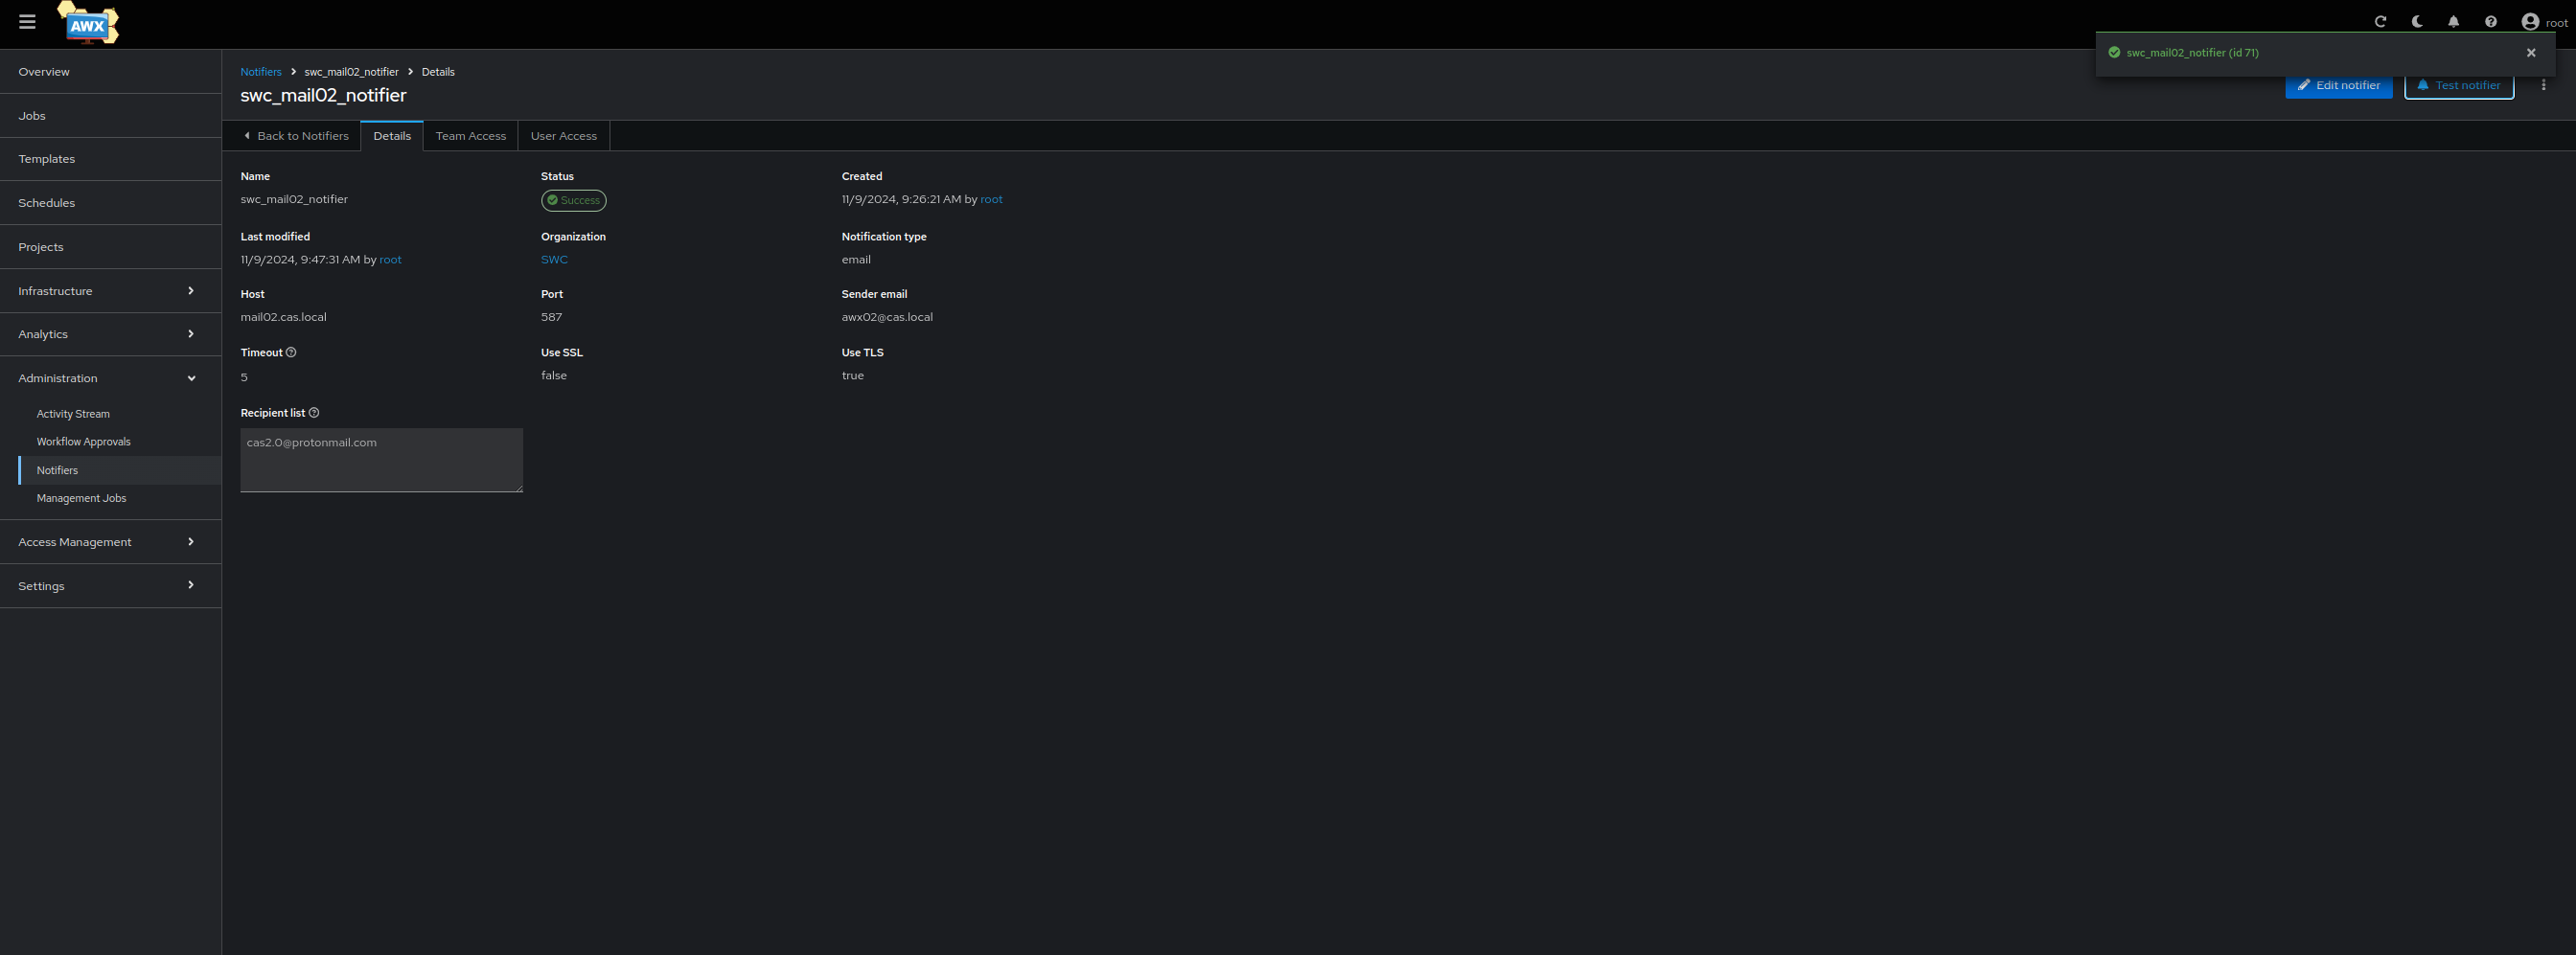 AWX
root
swc_mail02_notifier (id 71)
Notifiers swc_mail02_notifier Details
swc_mail02_notifier
Edit notifier
Test notifier
Overview
Jobs
Templates
Schedules
Projects
Infrastructure
Analytics
Administration
Activity Stream
Workflow Approvals
Notifiers
Management Jobs
Access Management
Settings
Back to Notifiers Details Team Access User Access
Name Status Created
swc_mail02_notifier Success 11/9/2024, 9:26:21 AM by root
Last modified Organization Notification type
11/9/2024, 9:47:31 AM by root SWC email
Host Port Sender email
mail02.cas.local 587 awx02@cas.local
Timeout Use SSL Use TLS
5 false true
Recipient list
cas2.0@protonmail.com